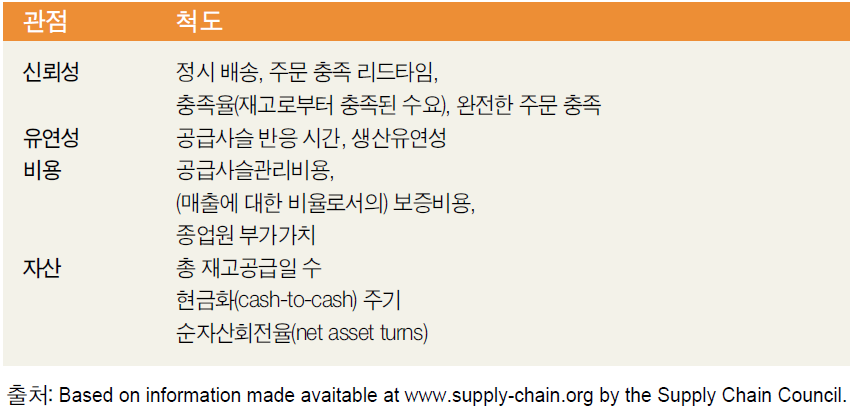 관점 척도
신뢰성 정시 배송, 주문 충족 리드타임,
충족율(재고로부터 충족된 수요), 완전한 주문 충족
유연성 공급사슬 반응 시간, 생산유연성
비용 공급사슬관리비용,
(매출에 대한 비율로서의) 보증비용,
종업원 부가가치
자산 총 재고공급일 수
현금화(cash-to-cash) 주기
순자산회전율(net asset turns)
출처: Based on information made avaitable at www.supply-chain.org by the Supply Chain Council.